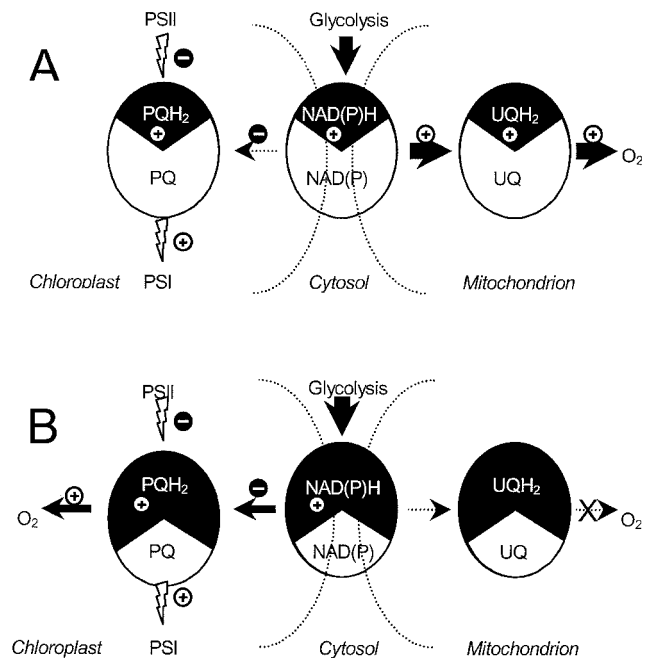 A
PSII
Glycolysis
−
PQH2
NAD(P)H
UQH2
+
+
+
−
+
+
PQ
NAD(P)
UQ
O2
+
Chloroplast
PSI
Cytosol
Mitochondrion
B
PSII
Glycolysis
−
PQH2
NAD(P)H
UQH2
+
−
+
+
X
O2
O2
PQ
NAD(P)
UQ
+
Chloroplast
PSI
Cytosol
Mitochondrion